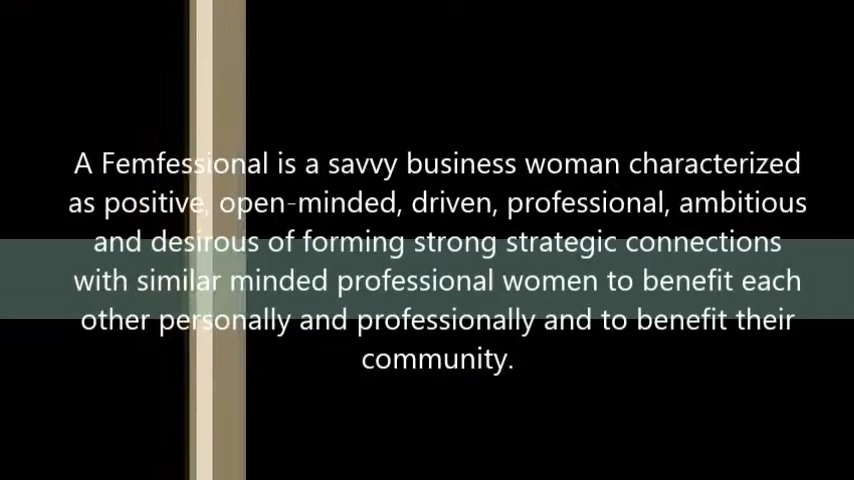 A Femfessional is a savvy business woman characterized
as positive, open-minded, driven, professional, ambitious
and desirous of forming strong strategic connections
with similar minded professional women to benefit each
other personally and professionally and to benefit their
community.